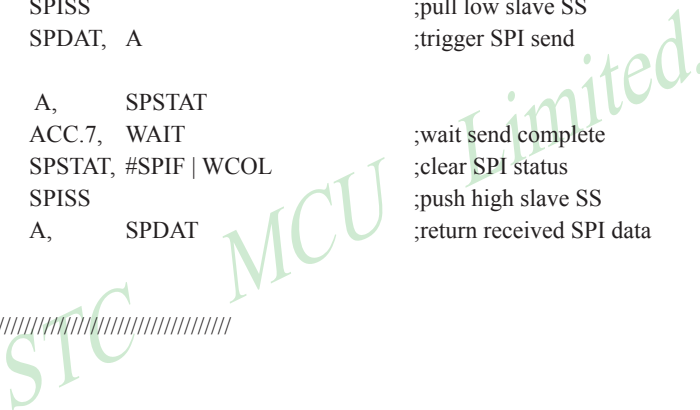 SPISS ;pull low slave SS
SPDAT, A ;trigger SPI send
A, SPSTAT
ACC.7, WAIT ;wait send complete
SPSTAT, #SPIF | WCOL ;clear SPI status
SPISS ;push high slave SS
A, SPDAT ;return received SPI data
///////////////////////////////////
STC MCU Limited.